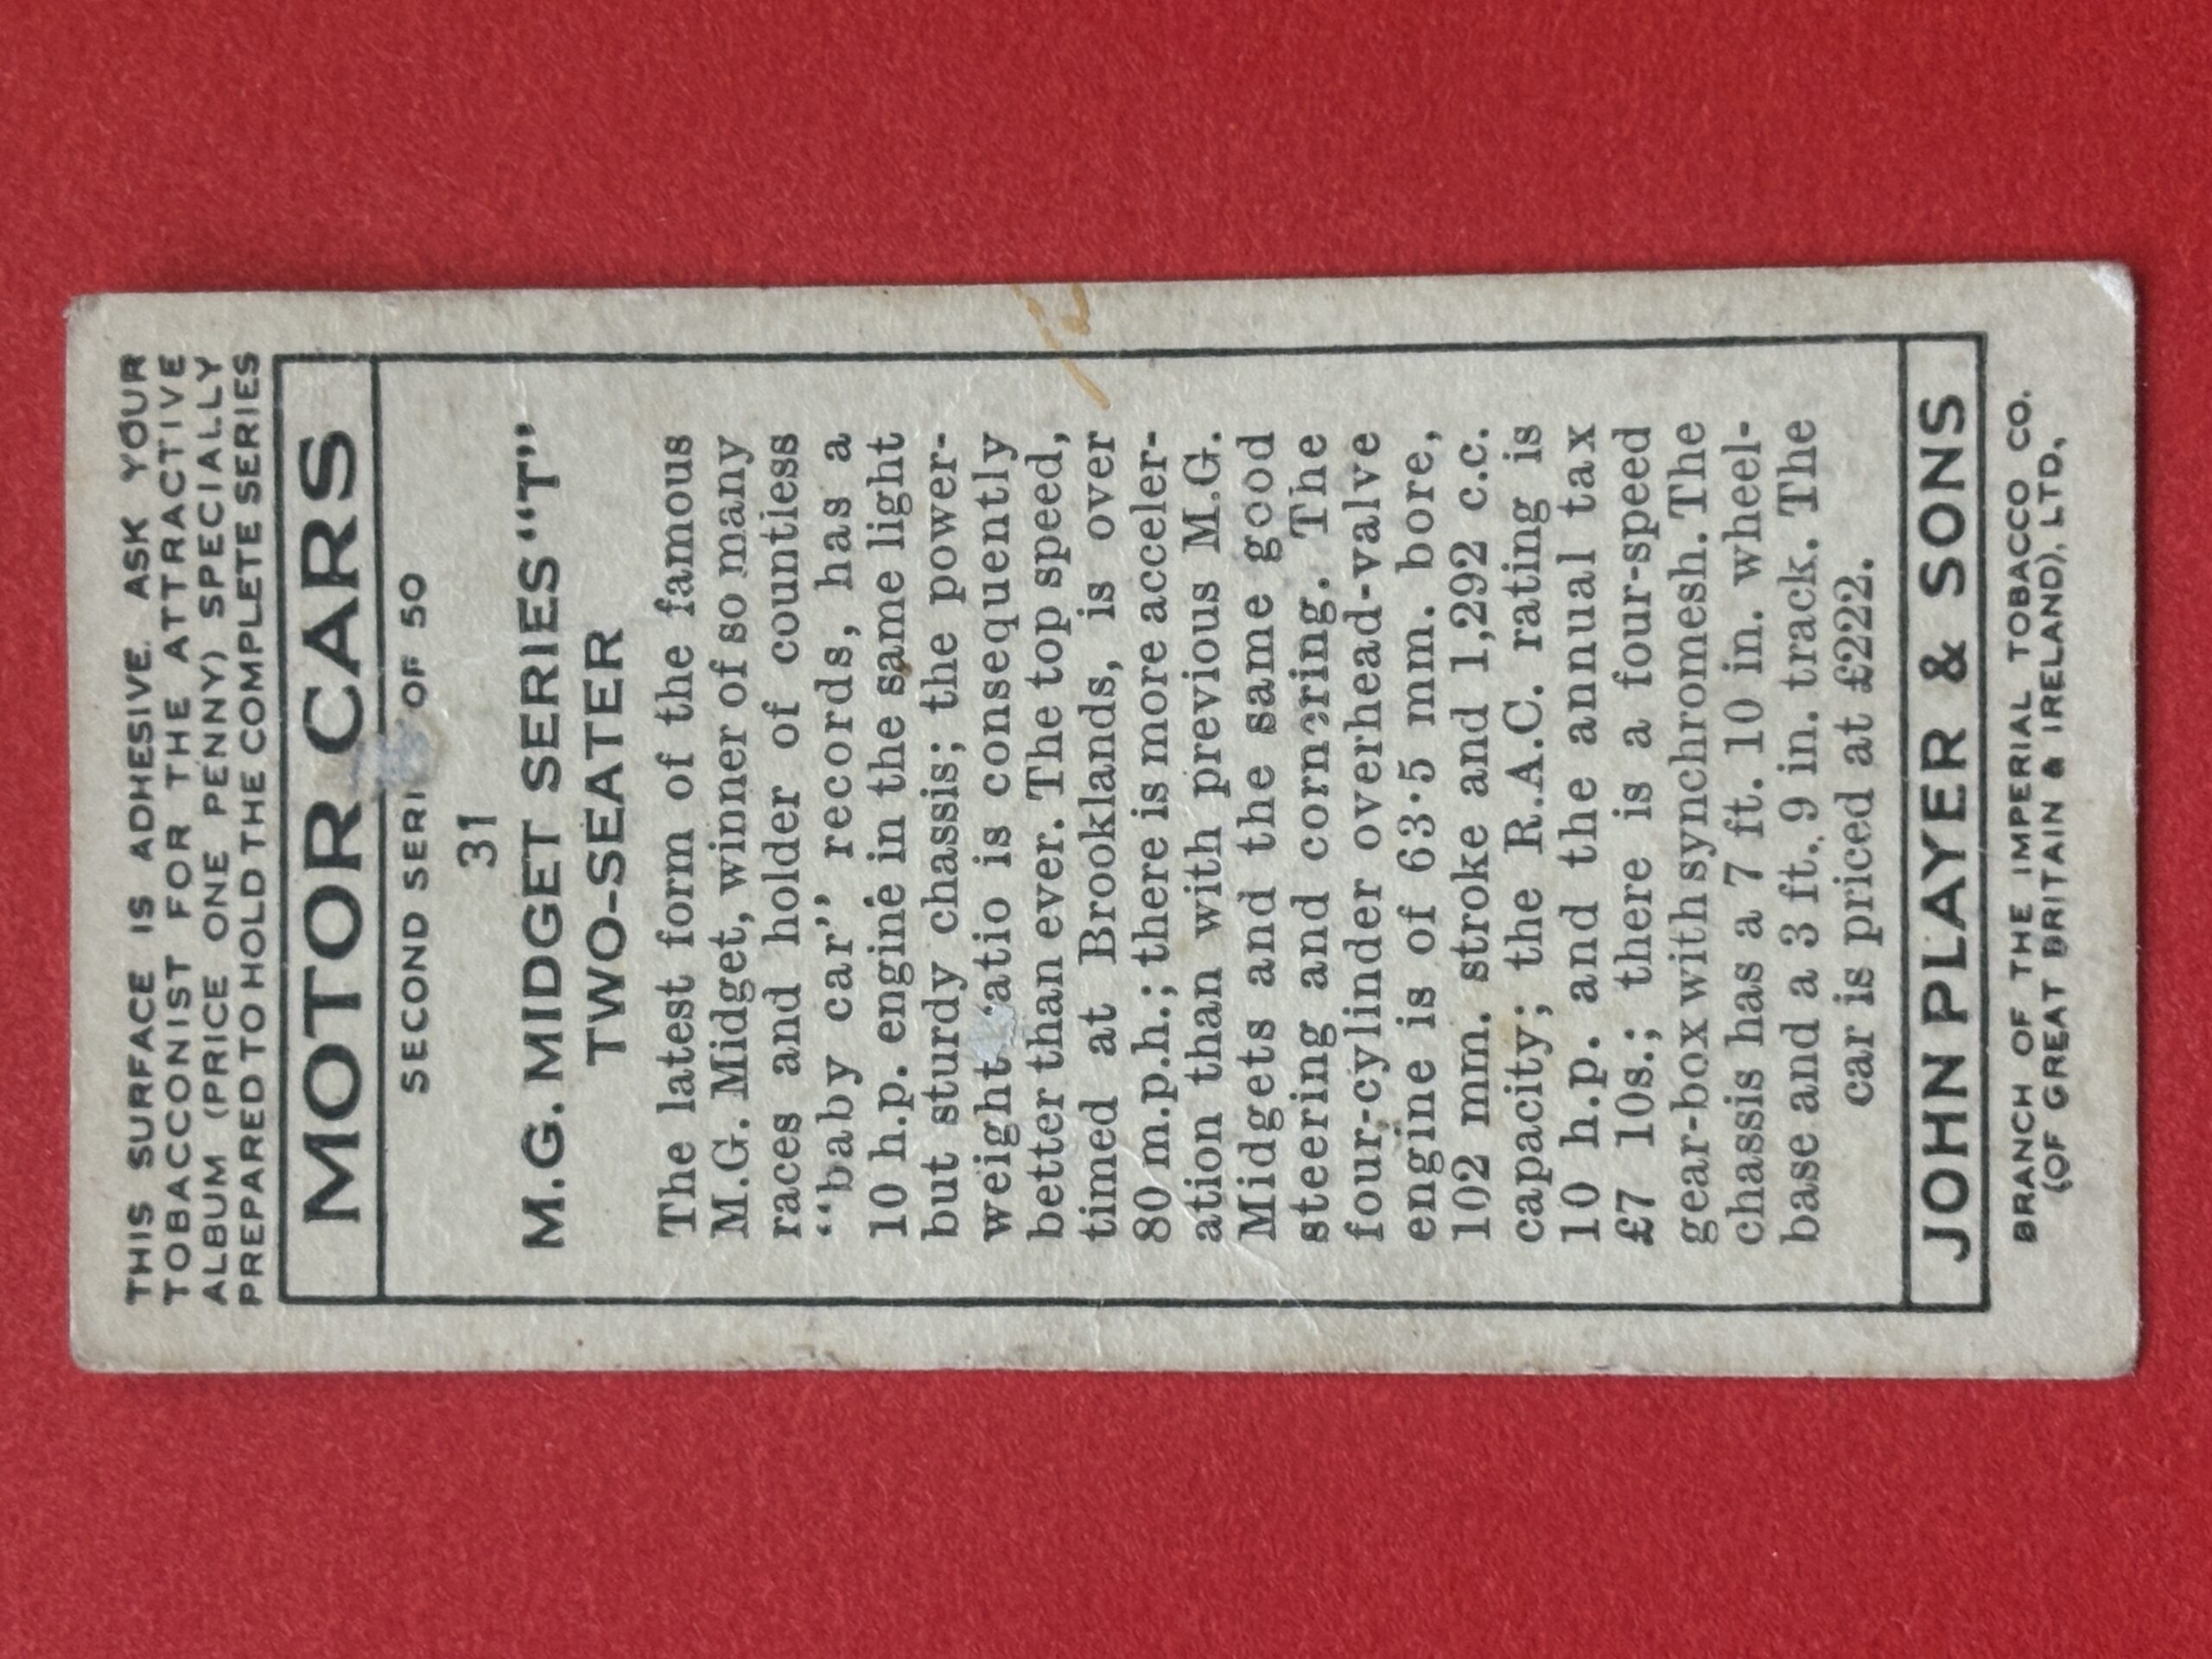 THIS SURFACE IS ADHESIVE. ASK YOUR
TOBACCONIST FOR THE ATTRACTIVE
ALBUM (PRICE ONE PENNY) SPECIALLY
PREPARED TO HOLD THE COMPLETE SERIES
MOTOR CARS
SECOND SERI OF 50
31
M.G. MIDGET SERIES “T”
TWO-SEATER
The latest form of the famous
M.G. Midget, winner of so many
races and holder of countless
“baby car” records, has a
10 h.p. engine in the same light
but sturdy chassis; the power-
weight atio is consequently
better than ever. The top speed,
timed at Brooklands, is over
80 m.p.h.; there is more acceler-
ation than with previous M.G.
Midgets and the same good
steering and cornering. The
four-cylinder overhead-valve
engine is of 63·5 mm. bore,
102 mm. stroke and 1,292 c.c.
capacity; the R.A.C. rating is
10 h.p. and the annual tax
£7 10s.; there is a four-speed
gear-box with synchromesh. The
chassis has a 7 ft. 10 in. wheel-
base and a 3 ft. 9 in. track. The
car is priced at £222.
JOHN PLAYER & SONS
BRANCH OF THE IMPERIAL TOBACCO CO.
(OF GREAT BRITAIN & IRELAND), LTD.